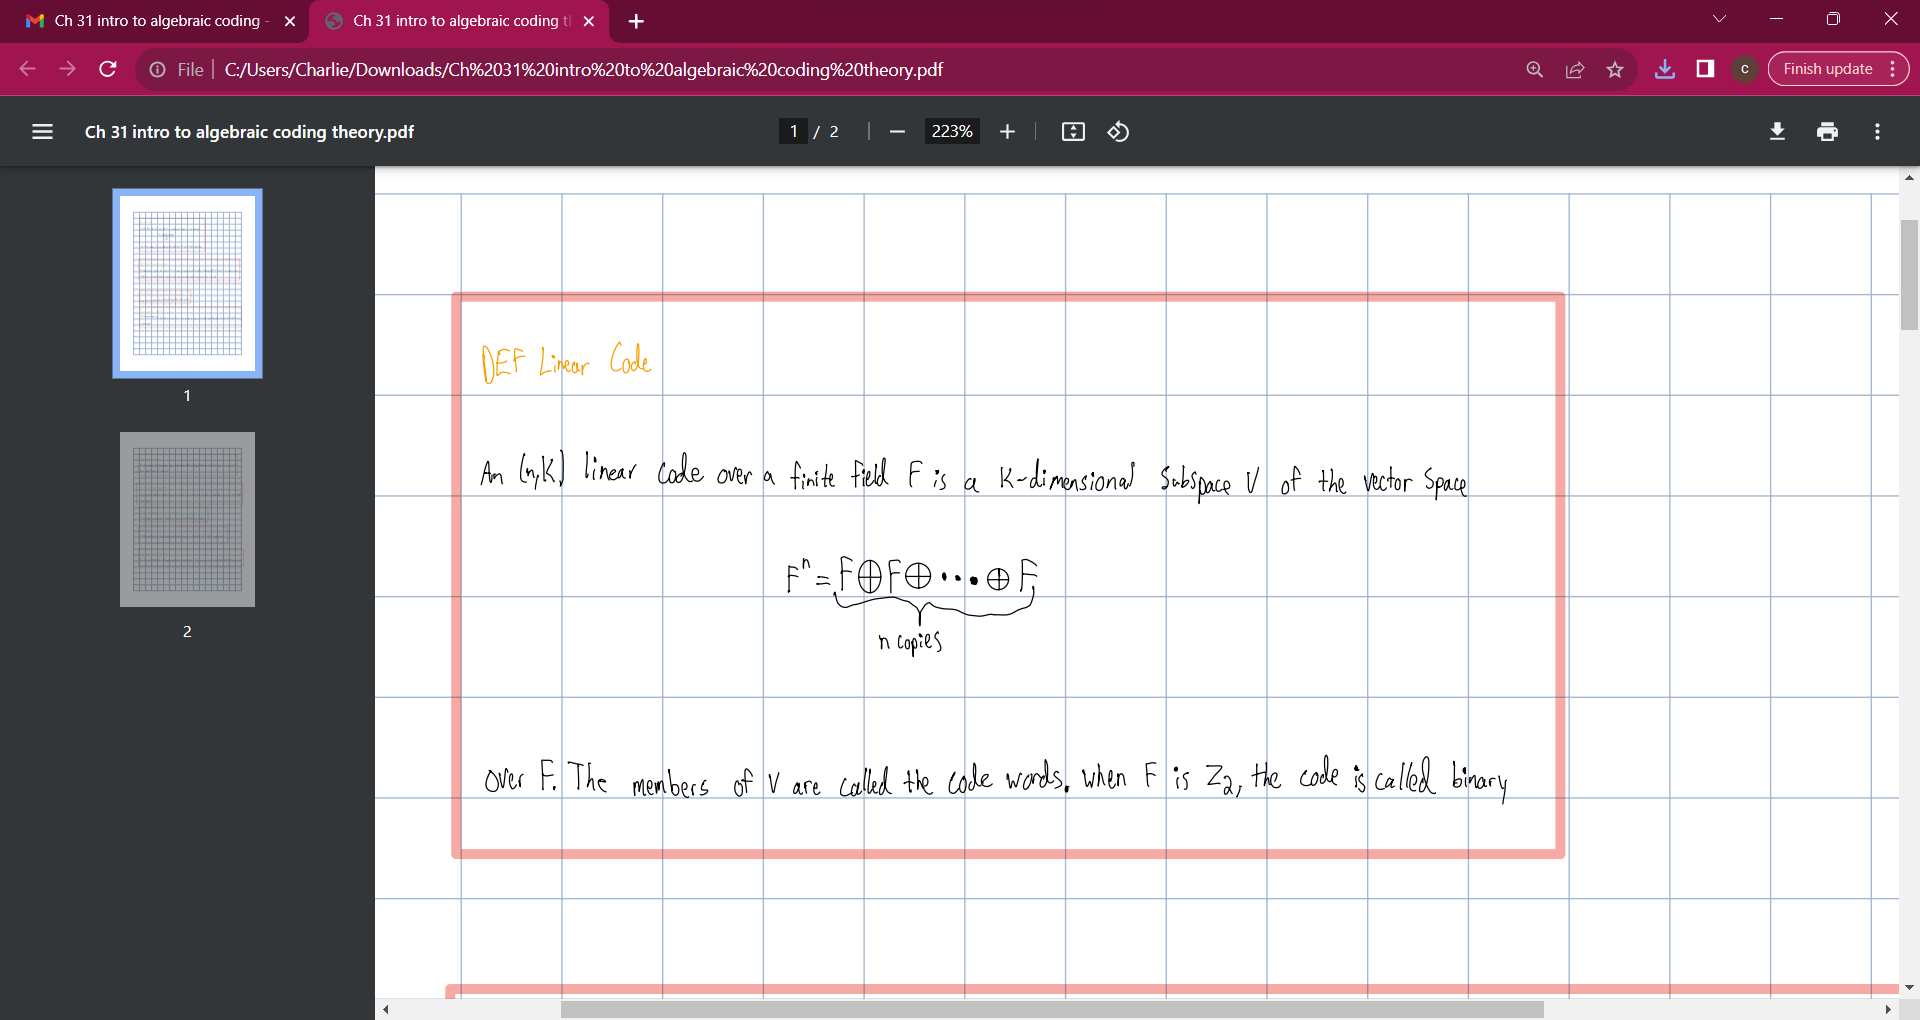 Ch 31 intro to algebraic coding -
Ch 31 intro to algebraic coding th
File
C:/Users/Charlie/Downloads/Ch%2031%20intro%20to%20algebraic%20coding%20theory.pdf
C
Finish update
Ch 31 intro to algebraic coding theory.pdf
1 / 2
223%
1
2
DEF Linear Code
An (n,K) linear code over a finite field F is a K-dimensional Subspace V of the vector Space
Fⁿ = F⊕F⊕ ... ⊕ F
n copies
over F. The members of V are called the code words. when F is Z₂, the code is called binary